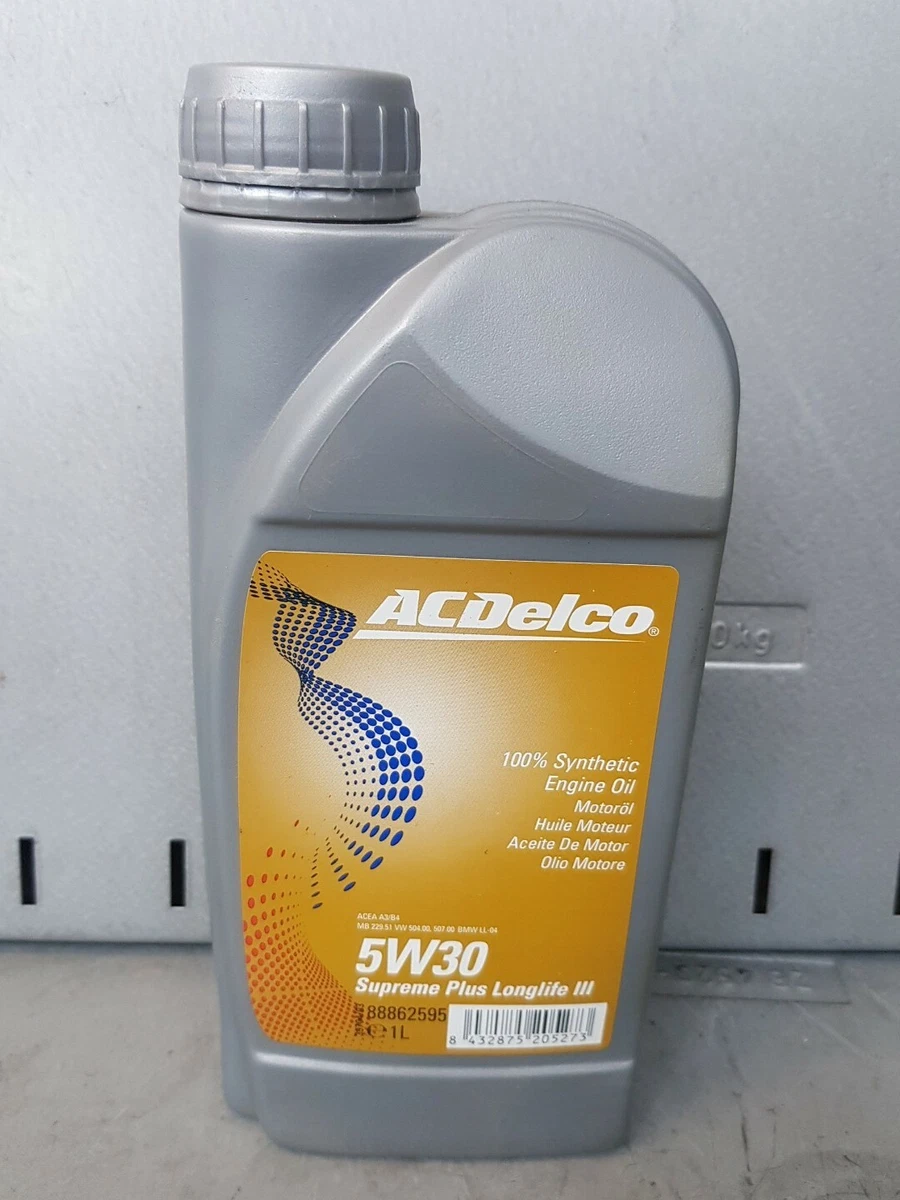 ACDelco®
100% Synthetic
Engine Oil
Motoröl
Huile Moteur
Aceite De Motor
Olio Motore
ACEA A3/B4
MB 229.51 VW 504.00, 507.00 BMW LL-04
5W30
Supreme Plus Longlife III
88862595
1L
8 432875 205273
0kg